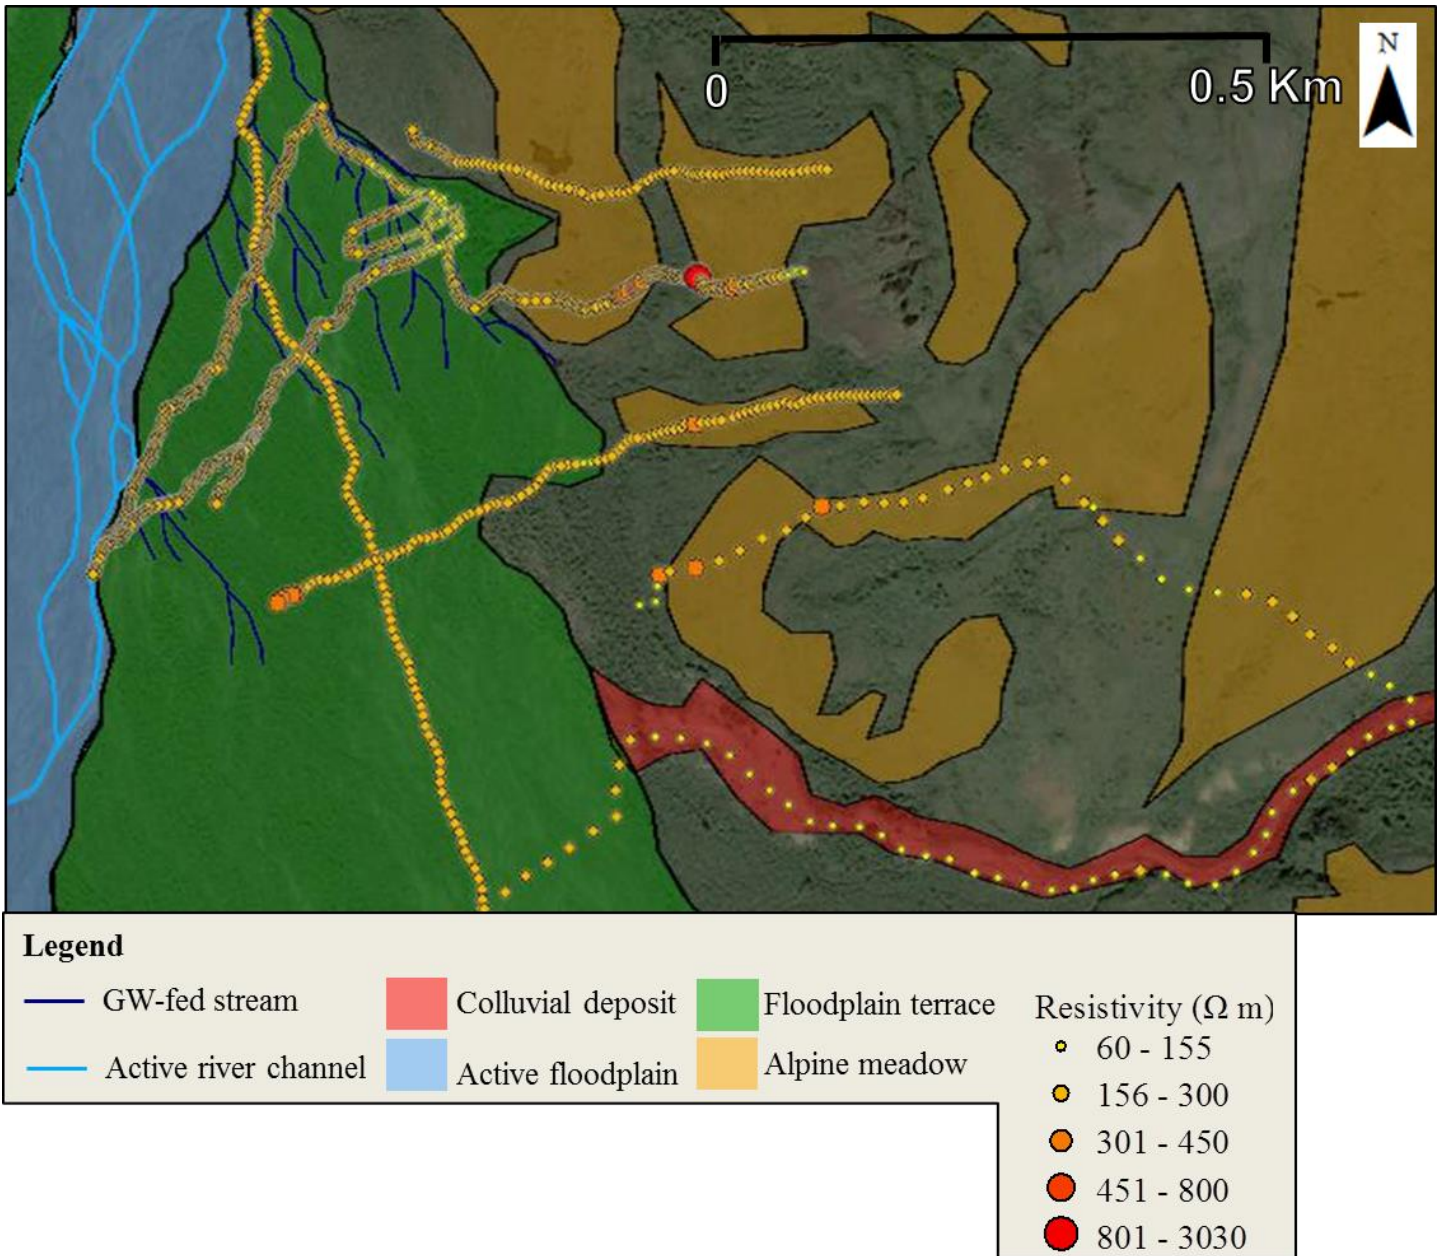 N
0
0.5 Km
Legend
GW-fed stream
Colluvial deposit
Floodplain terrace
Active river channel
Active floodplain
Alpine meadow
Resistivity (Ω m)
60 - 155
156 - 300
301 - 450
451 - 800
801 - 3030